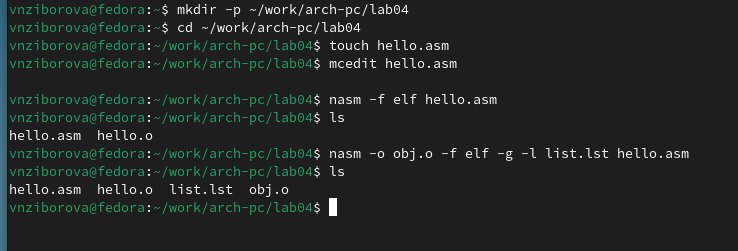 vnziborova@fedora:~$ mkdir -p ~/work/arch-pc/lab04
vnziborova@fedora:~$ cd ~/work/arch-pc/lab04
vnziborova@fedora:~/work/arch-pc/lab04$ touch hello.asm
vnziborova@fedora:~/work/arch-pc/lab04$ mcedit hello.asm
vnziborova@fedora:~/work/arch-pc/lab04$ nasm -f elf hello.asm
vnziborova@fedora:~/work/arch-pc/lab04$ ls
hello.asm  hello.o
vnziborova@fedora:~/work/arch-pc/lab04$ nasm -o obj.o -f elf -g -l list.lst hello.asm
vnziborova@fedora:~/work/arch-pc/lab04$ ls
hello.asm  hello.o  list.lst  obj.o
vnziborova@fedora:~/work/arch-pc/lab04$